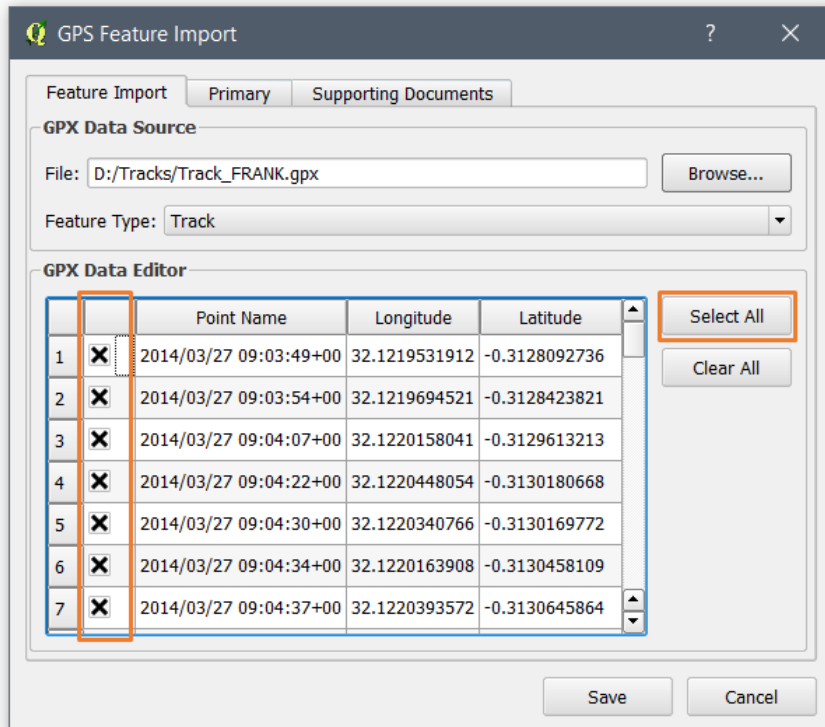 GPS Feature Import ?
Feature Import Primary Supporting Documents
GPX Data Source
File: D:/Tracks/Track_FRANK.gpx Browse...
Feature Type: Track
GPX Data Editor
Point Name Longitude Latitude Select All
1 2014/03/27 09:03:49+00 32.1219531912 -0.3128092736
Clear All
2 2014/03/27 09:03:54+00 32.1219694521 -0.3128423821
3 2014/03/27 09:04:07+00 32.1220158041 -0.3129613213
4 2014/03/27 09:04:22+00 32.1220448054 -0.3130180668
5 2014/03/27 09:04:30+00 32.1220340766 -0.3130169772
6 2014/03/27 09:04:34+00 32.1220163908 -0.3130458109
7 2014/03/27 09:04:37+00 32.1220393572 -0.3130645864
Save Cancel